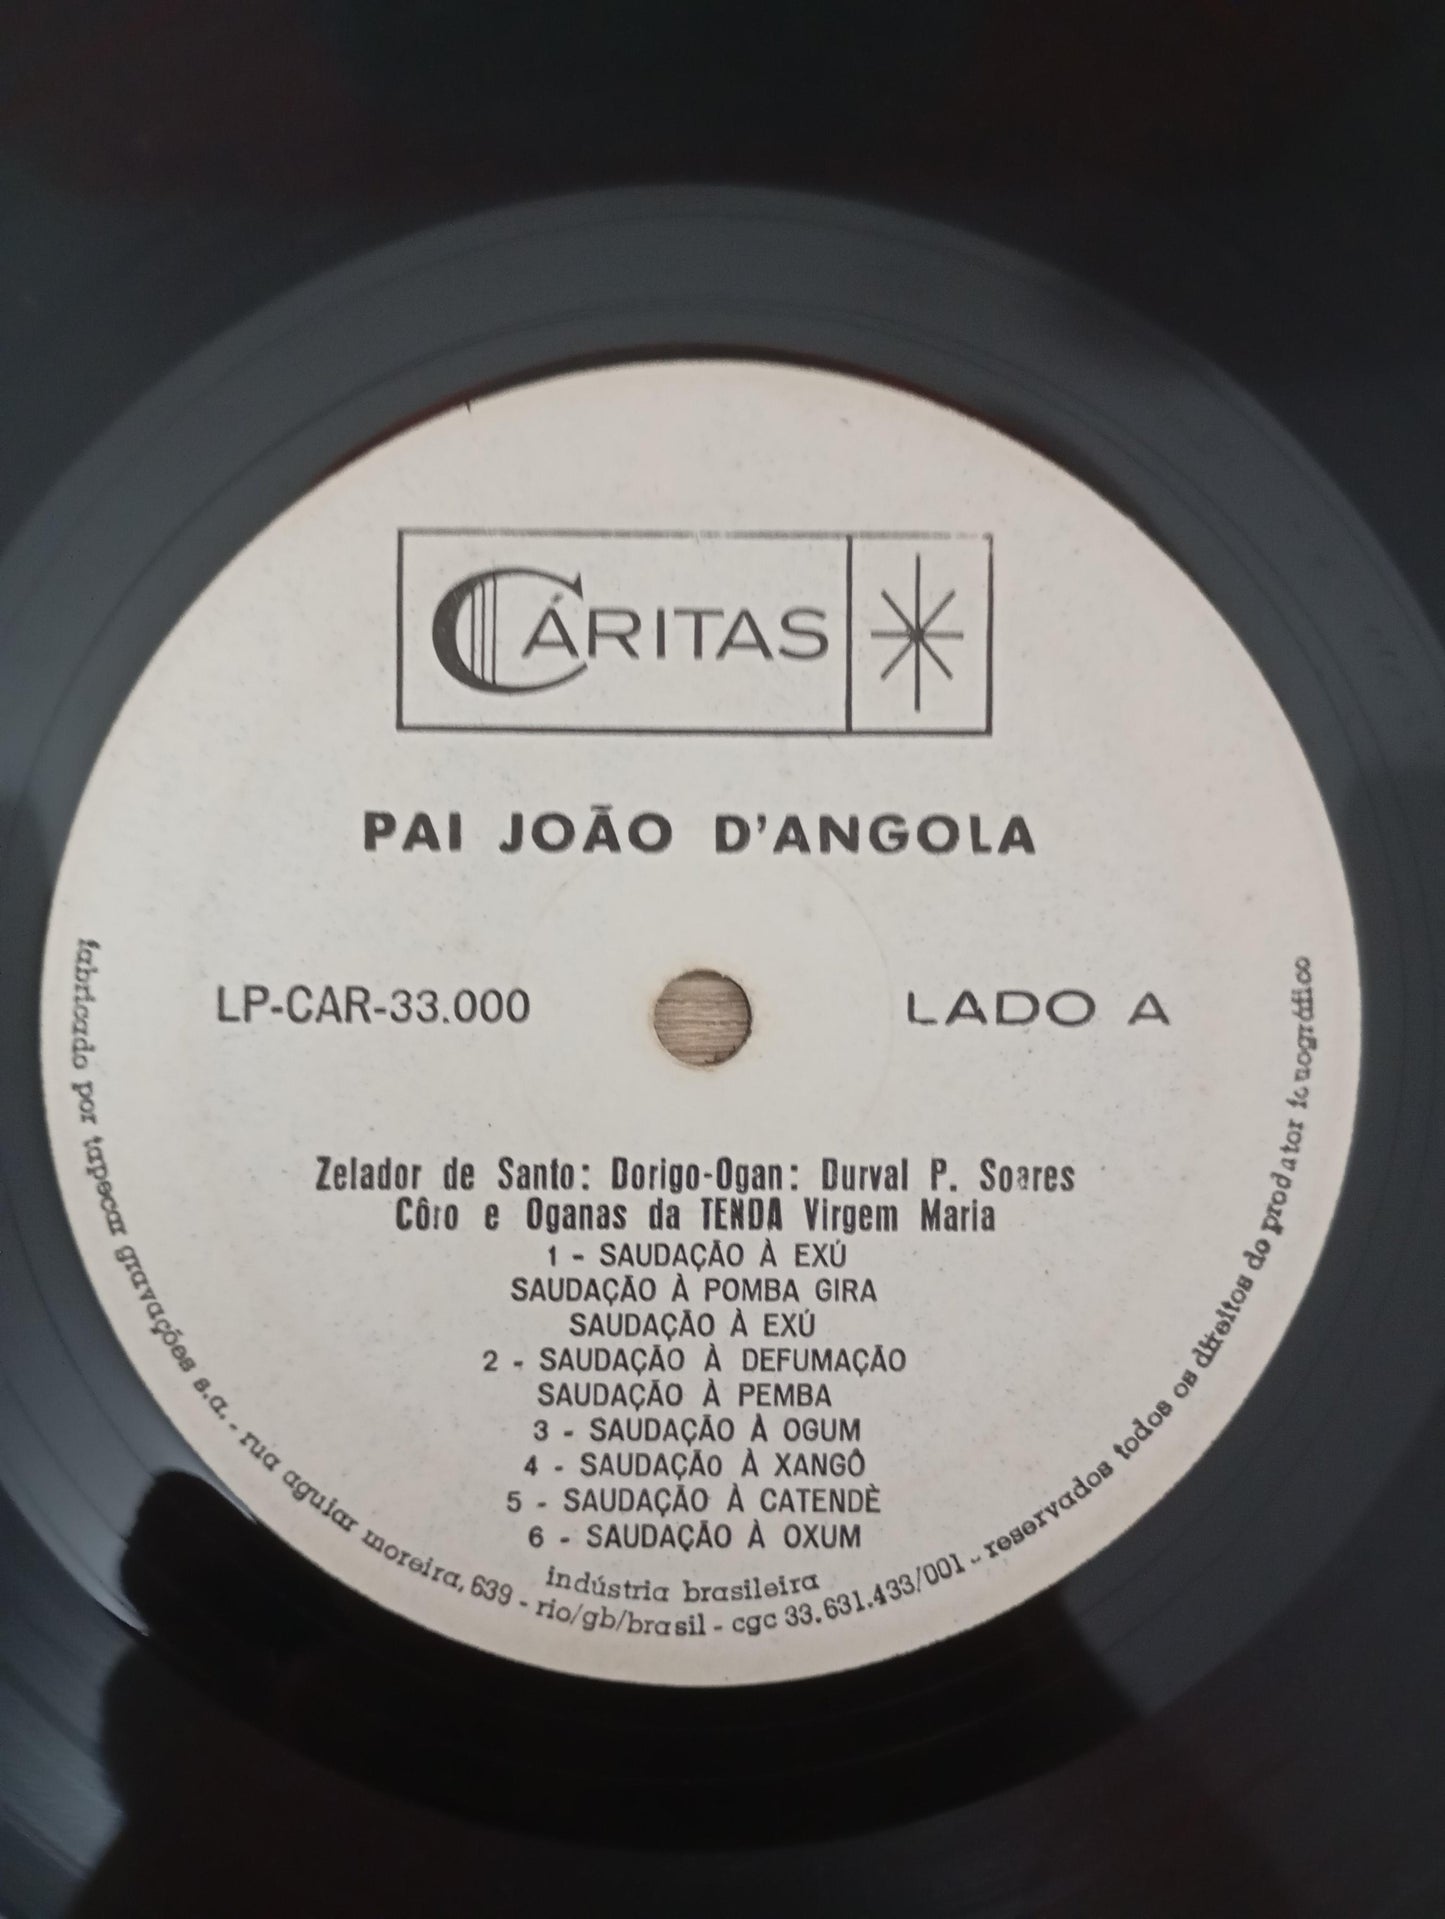 CÁRITAS
PAI JOÃO D'ANGOLA
LP-CAR-33.000
LADO A
Zelador de Santo: Dorigo-Ogan: Durval P. Soares
Côro e Oganas da TENDA Virgem Maria
1 - SAUDAÇÃO À EXÚ
SAUDAÇÃO À POMBA GIRA
SAUDAÇÃO À EXÚ
2 - SAUDAÇÃO À DEFUMAÇÃO
SAUDAÇÃO À PEMBA
3 - SAUDAÇÃO À OGUM
4 - SAUDAÇÃO À XANGÔ
5 - SAUDAÇÃO À CATENDÈ
6 - SAUDAÇÃO À OXUM
indústria brasileira
fabricado por tapecar gravações s.a. - rua aguiar moreira, 639 - rio/gb/brasil - cgc 33.631.433/001 - reservados todos os direitos do produtor fonográfico